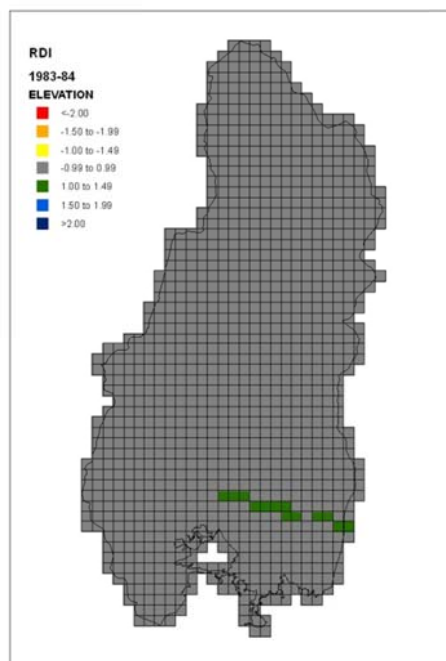 RDI
1983-84
ELEVATION
<-2.00
-1.50 to -1.99
-1.00 to -1.49
-0.99 to 0.99
1.00 to 1.49
1.50 to 1.99
>2.00